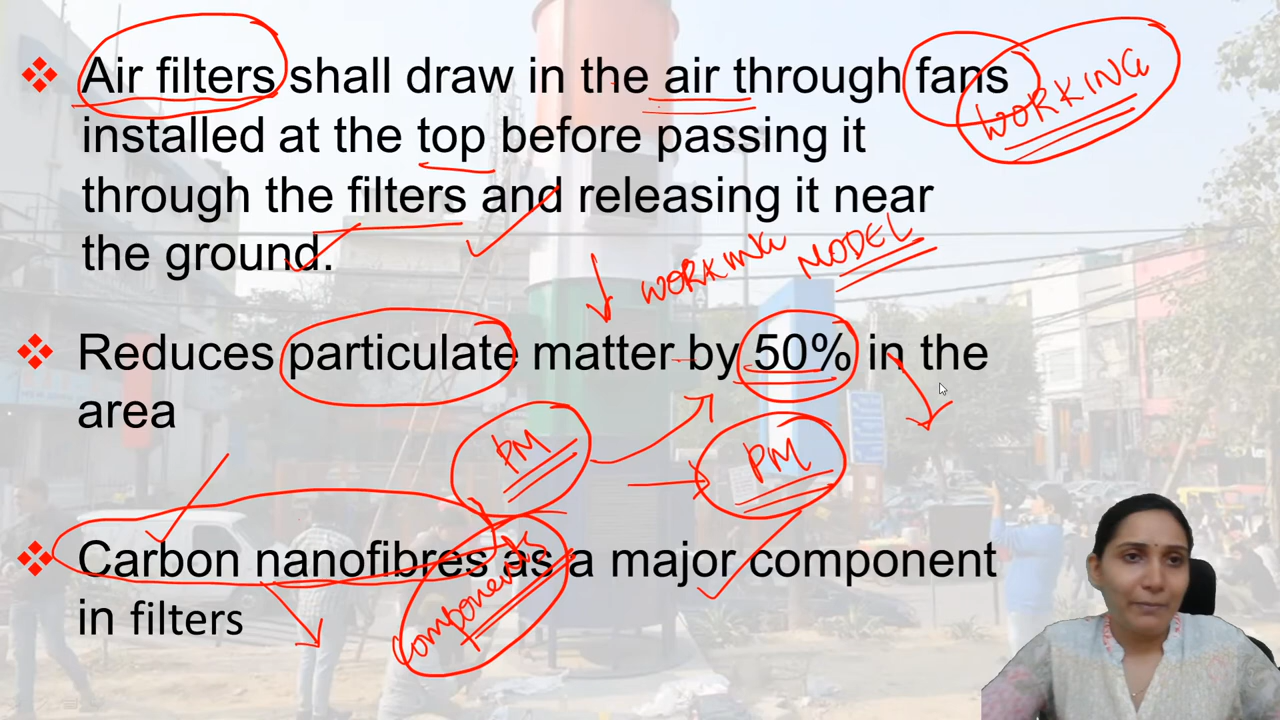 ❖ Air filters shall draw in the air through fans
installed at the top before passing it
through the filters and releasing it near
the ground.
WORKING
WORKING MODEL
❖ Reduces particulate matter by 50% in the
area
PM
PM
❖ Carbon nanofibres as a major component
in filters
components